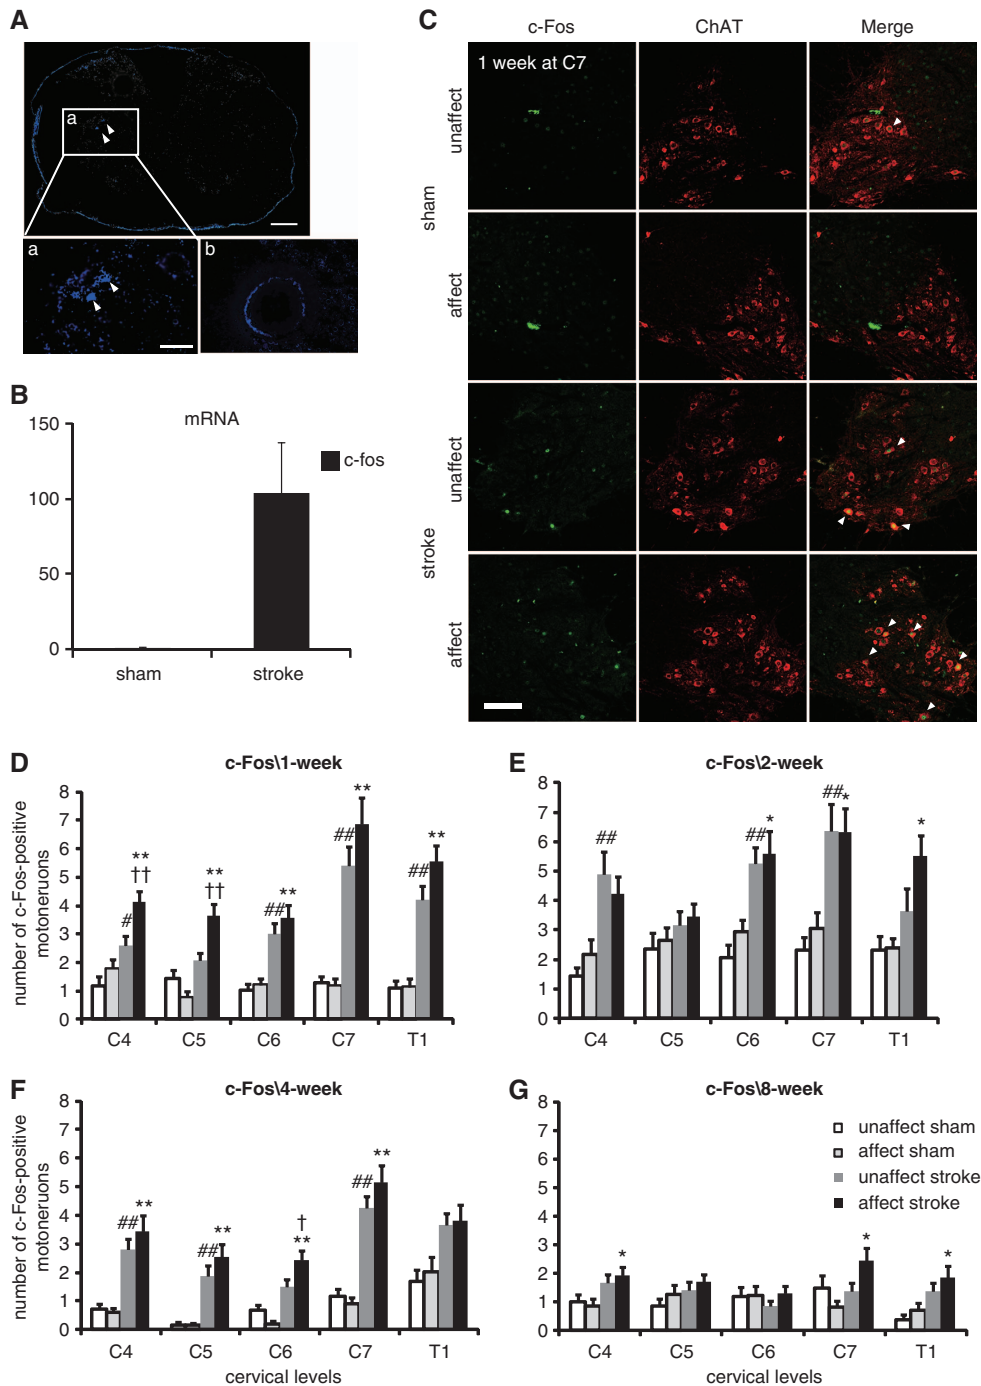 A
a
a
b
B
mRNA
150
100
50
0
c-fos
sham
stroke
C
c-Fos
ChAT
Merge
1 week at C7
unaffect
affect
sham
unaffect
affect
stroke
D
c-Fos\1-week
number of c-Fos-positive
motoneruons
8
7
6
5
4
3
2
1
0
#
**
††
**
††
##
**
##
**
##
**
C4 C5 C6 C7 T1
E
c-Fos\2-week
8
7
6
5
4
3
2
1
0
##
##
*
##
*
*
C4 C5 C6 C7 T1
F
c-Fos\4-week
number of c-Fos-positive
motoneruons
8
7
6
5
4
3
2
1
0
##
**
##
**
†
**
##
**
C4 C5 C6 C7 T1
cervical levels
G
c-Fos\8-week
8
7
6
5
4
3
2
1
0
unaffect sham
affect sham
unaffect stroke
affect stroke
*
*
*
C4 C5 C6 C7 T1
cervical levels